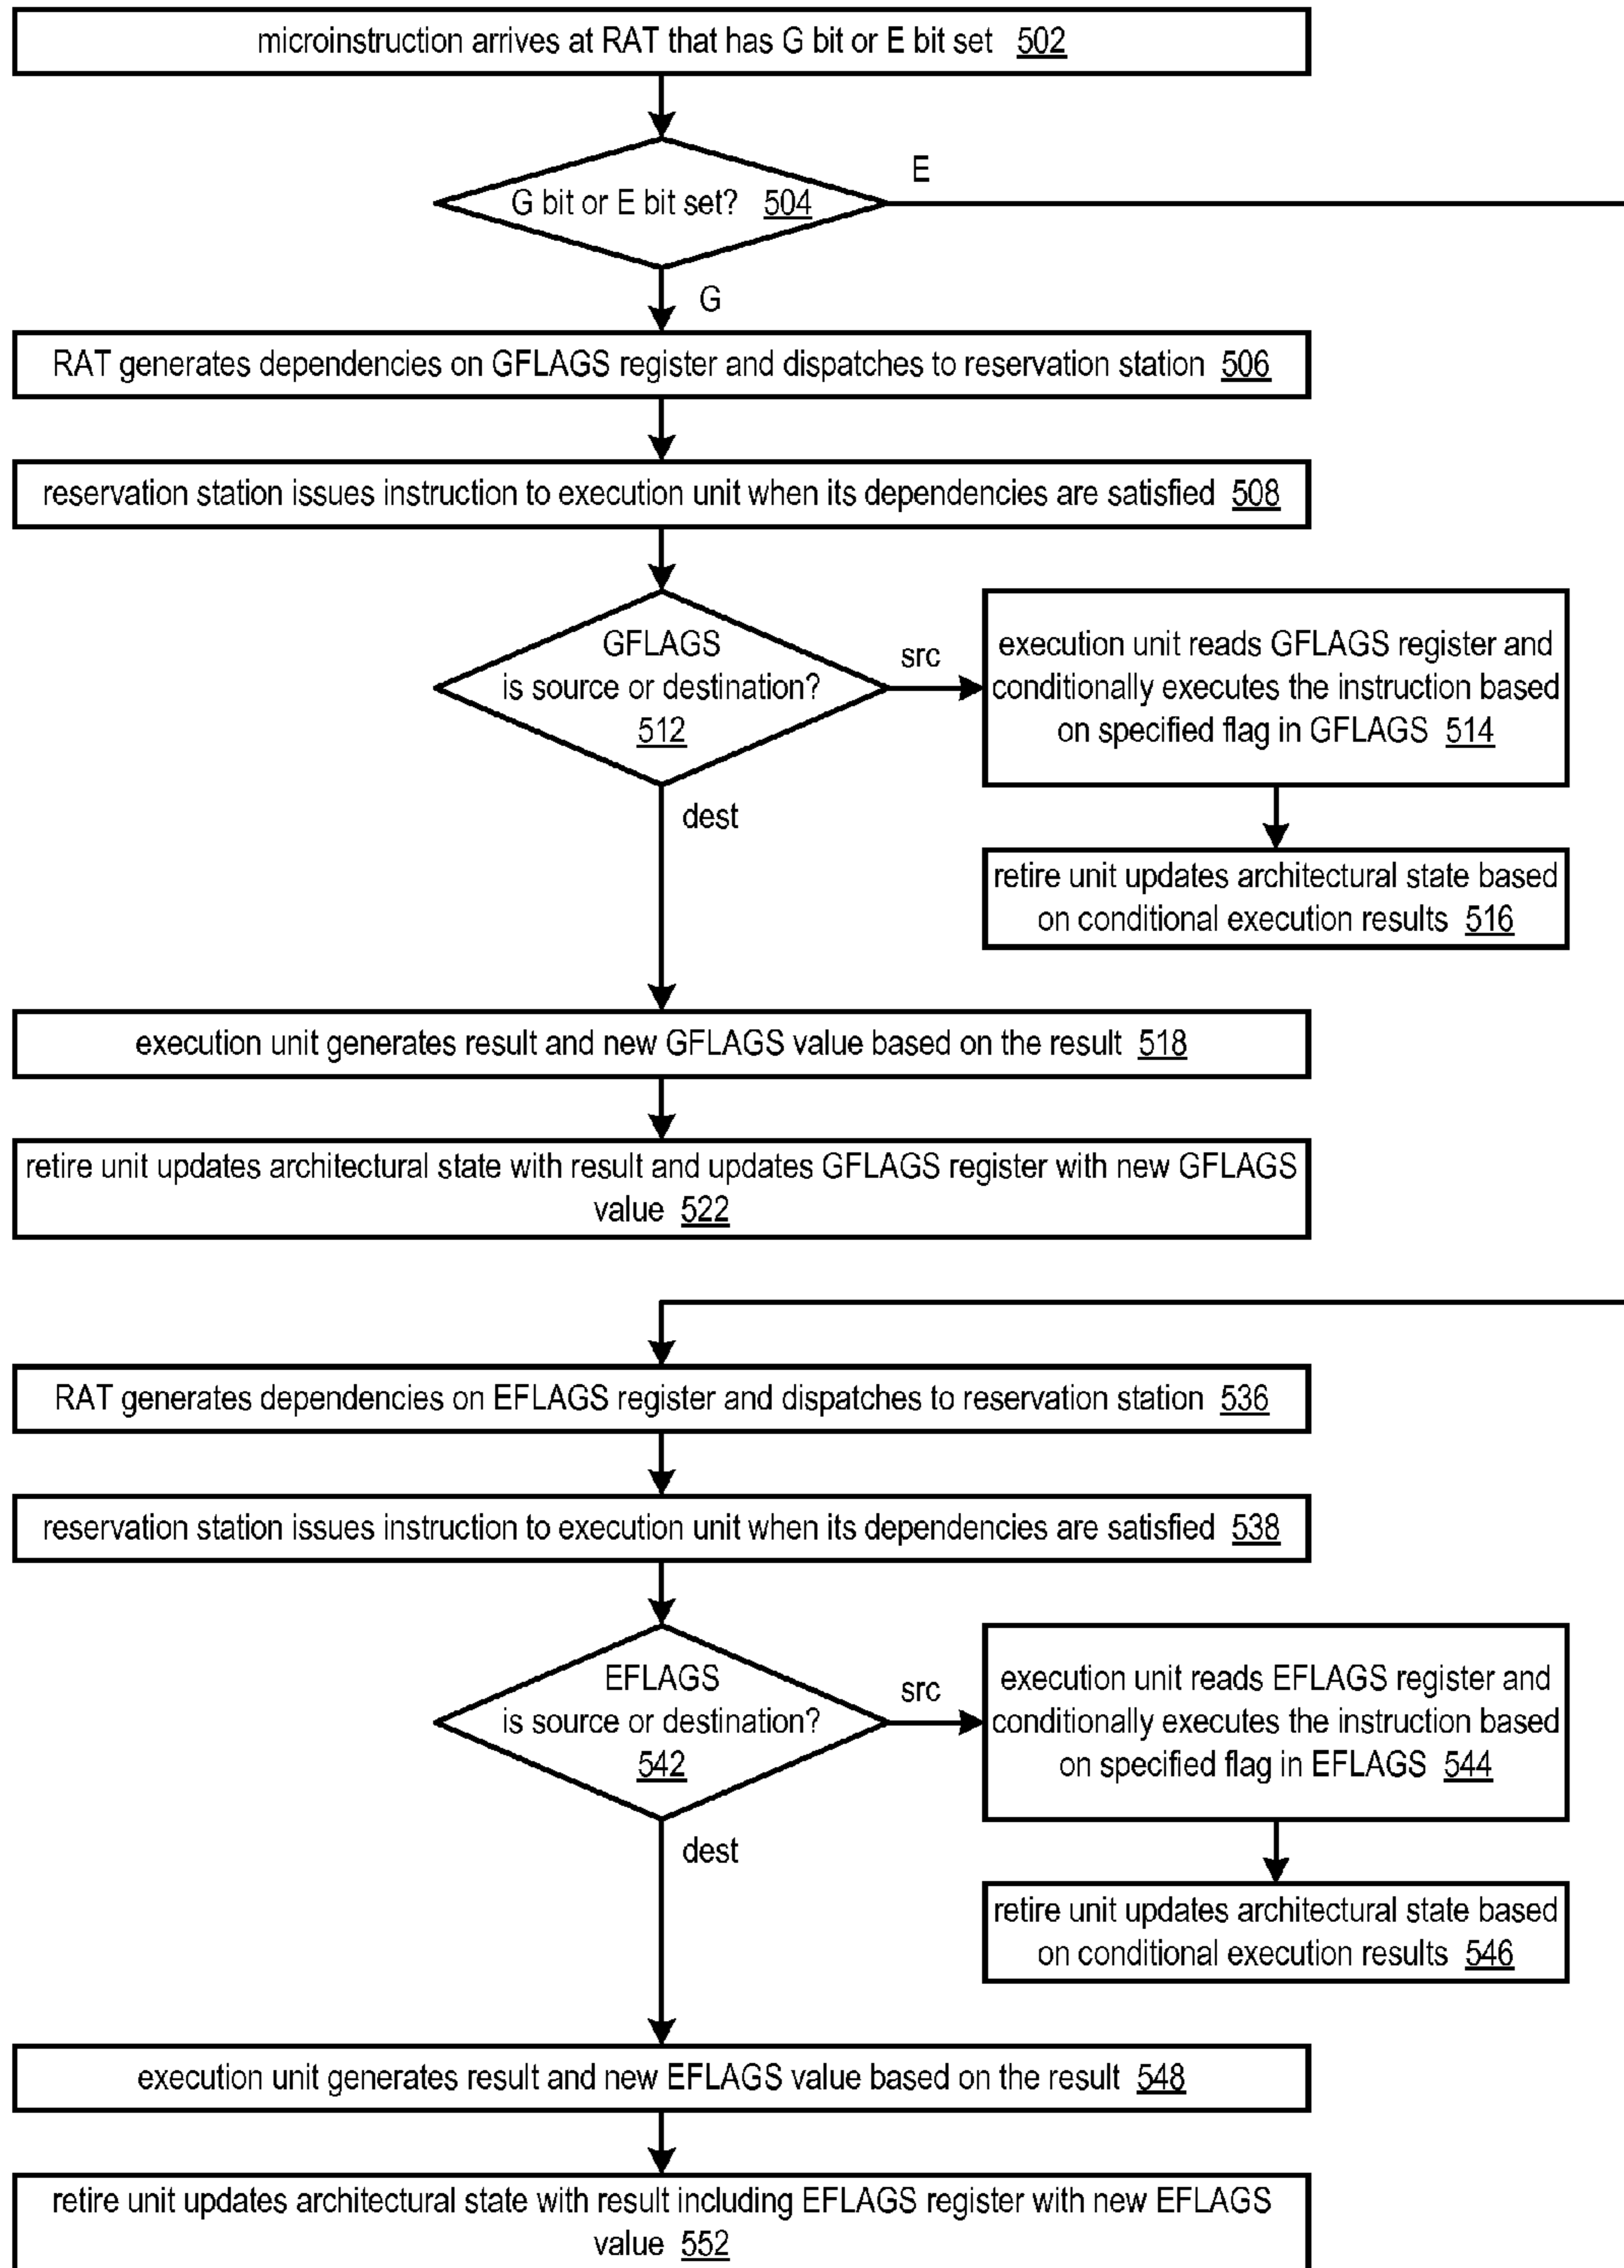 microinstruction arrives at RAT that has G bit or E bit set 502
E
G bit or E bit set? 504
G
RAT generates dependencies on GFLAGS register and dispatches to reservation station 506
reservation station issues instruction to execution unit when its dependencies are satisfied 508
GFLAGS
is source or destination?
512
src
execution unit reads GFLAGS register and
conditionally executes the instruction based
on specified flag in GFLAGS 514
dest
retire unit updates architectural state based
on conditional execution results 516
execution unit generates result and new GFLAGS value based on the result 518
retire unit updates architectural state with result and updates GFLAGS register with new GFLAGS
value 522
RAT generates dependencies on EFLAGS register and dispatches to reservation station 536
reservation station issues instruction to execution unit when its dependencies are satisfied 538
EFLAGS
is source or destination?
542
src
execution unit reads EFLAGS register and
conditionally executes the instruction based
on specified flag in EFLAGS 544
dest
retire unit updates architectural state based
on conditional execution results 546
execution unit generates result and new EFLAGS value based on the result 548
retire unit updates architectural state with result including EFLAGS register with new EFLAGS
value 552